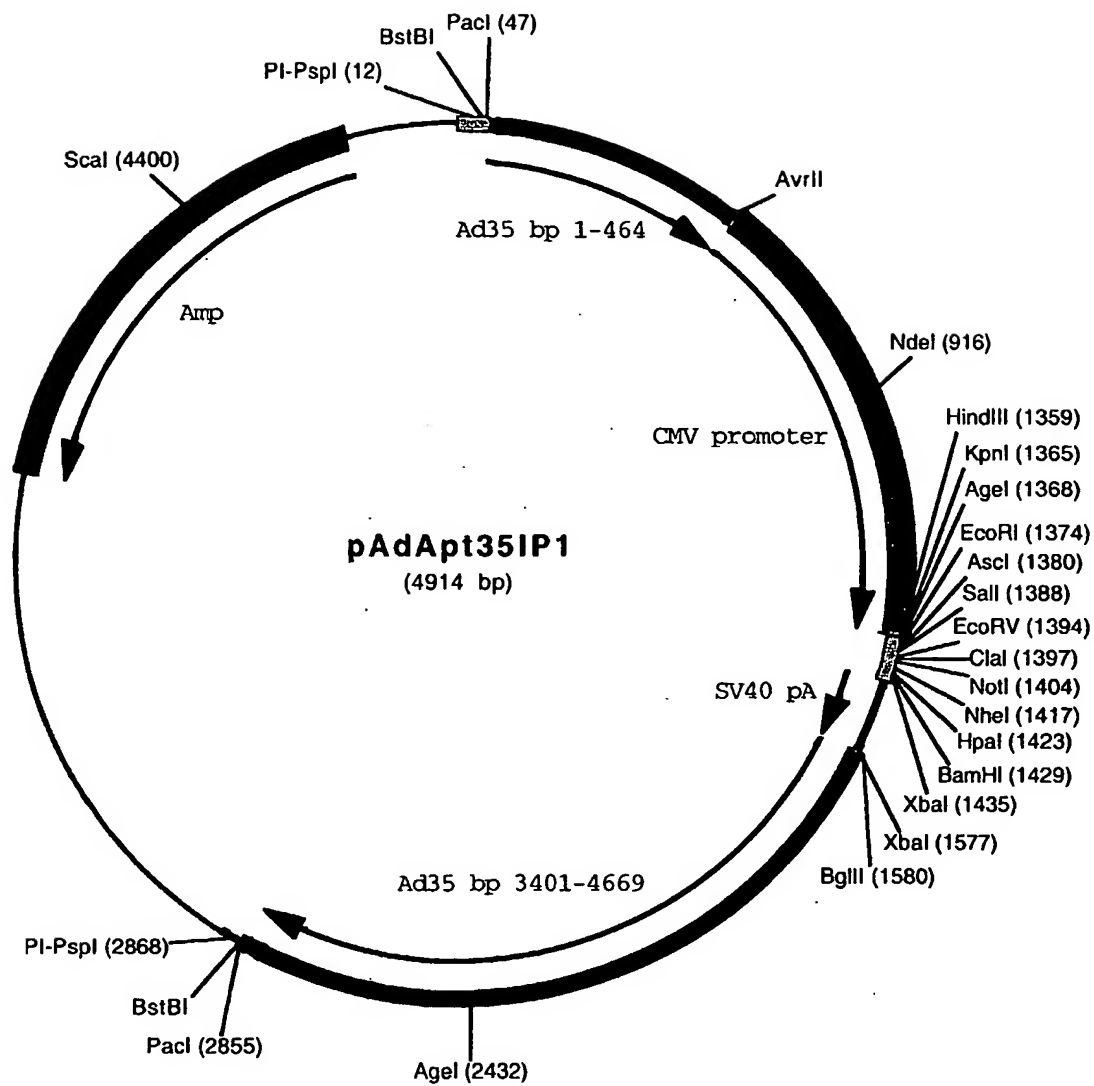 PacI (47)
BstBI
PI-PspI (12)
ScaI (4400)
AvrII
Ad35 bp 1-464
Amp
NdeI (916)
HindIII (1359)
CMV promoter
KpnI (1365)
AgeI (1368)
EcoRI (1374)
pAdApt35IP1
AscI (1380)
(4914 bp)
SalI (1388)
EcoRV (1394)
ClaI (1397)
NotI (1404)
SV40 pA
NheI (1417)
HpaI (1423)
BamHI (1429)
XbaI (1435)
XbaI (1577)
BglII (1580)
Ad35 bp 3401-4669
PI-PspI (2868)
BstBI
PacI (2855)
AgeI (2432)